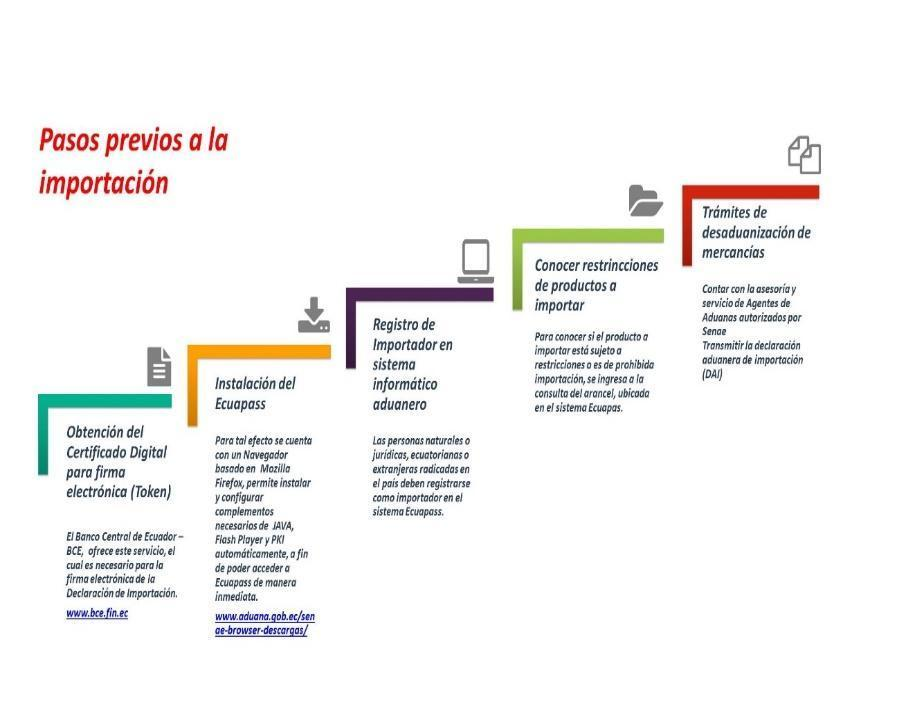 Pasos previos a la
importación
Obtención del
Certificado Digital
para firma
electrónica (Token)
El Banco Central de Ecuador –
BCE, ofrece este servicio, el
cual es necesario para la
firma electrónica de la
Declaración de Importación.
www.bce.fin.ec
Instalación del
Ecuapass
Para tal efecto se cuenta
con un Navegador
basado en Mozilla
Firefox, permite instalar
y configurar
complementos
necesarios de JAVA,
Flash Player y PKI
automáticamente, a fin
de poder acceder a
Ecuapass de manera
inmediata.
www.aduana.gob.ec/sen
ae-browser-descargas/
Registro de
Importador en
sistema
informático
aduanero
Las personas naturales o
jurídicas, ecuatorianas o
extranjeras radicadas en
el país deben registrarse
como importador en el
sistema Ecuapass.
Conocer restrincciones
de productos a
importar
Para conocer si el producto a
importar está sujeto a
restricciones o es de prohibida
importación, se ingresa a la
consulta del arancel, ubicada
en el sistema Ecuapas.
Trámites de
desaduanización de
mercancías
Contar con la asesoría y
servicio de Agentes de
Aduanas autorizados por
Senae
Transmitir la declaración
aduanera de importación
(DAI)